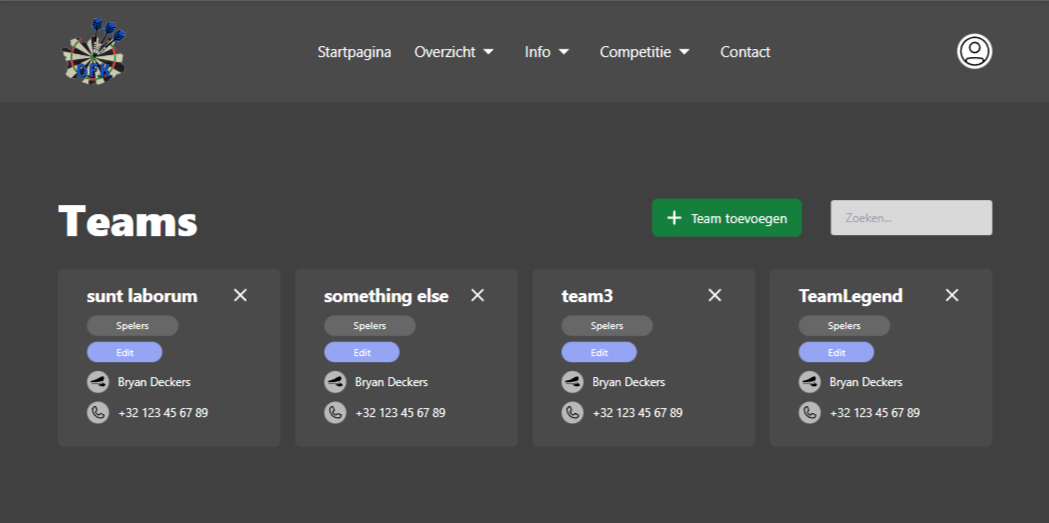 DFK
Startpagina Overzicht Info Competitie Contact
Teams
Team toevoegen
Zoeken...
sunt laborum
Spelers
Edit
Bryan Deckers
+32 123 45 67 89
something else
Spelers
Edit
Bryan Deckers
+32 123 45 67 89
team3
Spelers
Edit
Bryan Deckers
+32 123 45 67 89
TeamLegend
Spelers
Edit
Bryan Deckers
+32 123 45 67 89